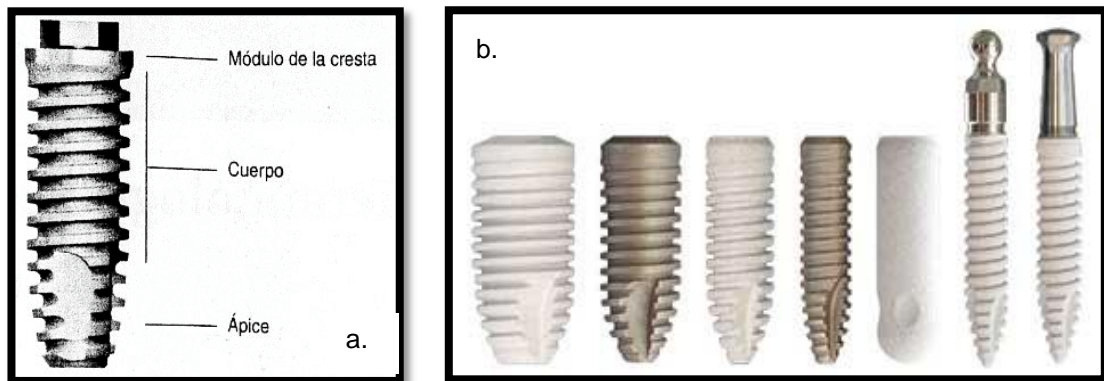 Módulo de la cresta
Cuerpo
Ápice
a.
b.